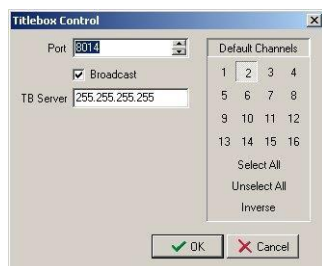 Titlebox Control
Port 8014
Broadcast
TB Server 255.255.255.255
Default Channels
1 2 3 4
5 6 7 8
9 10 11 12
13 14 15 16
Select All
Unselect All
Inverse
OK Cancel